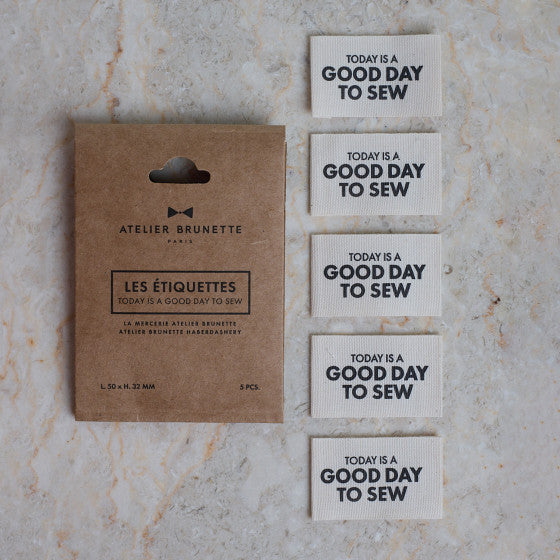 ATELIER BRUNETTE
PARIS
LES ÉTIQUETTES
TODAY IS A GOOD DAY TO SEW
LA MERCERIE ATELIER BRUNETTE
ATELIER BRUNETTE HABERDASHERY
L. 50 x H. 32 MM
5 PCS.
TODAY IS A
GOOD DAY
TO SEW
TODAY IS A
GOOD DAY
TO SEW
TODAY IS A
GOOD DAY
TO SEW
TODAY IS A
GOOD DAY
TO SEW
TODAY IS A
GOOD DAY
TO SEW